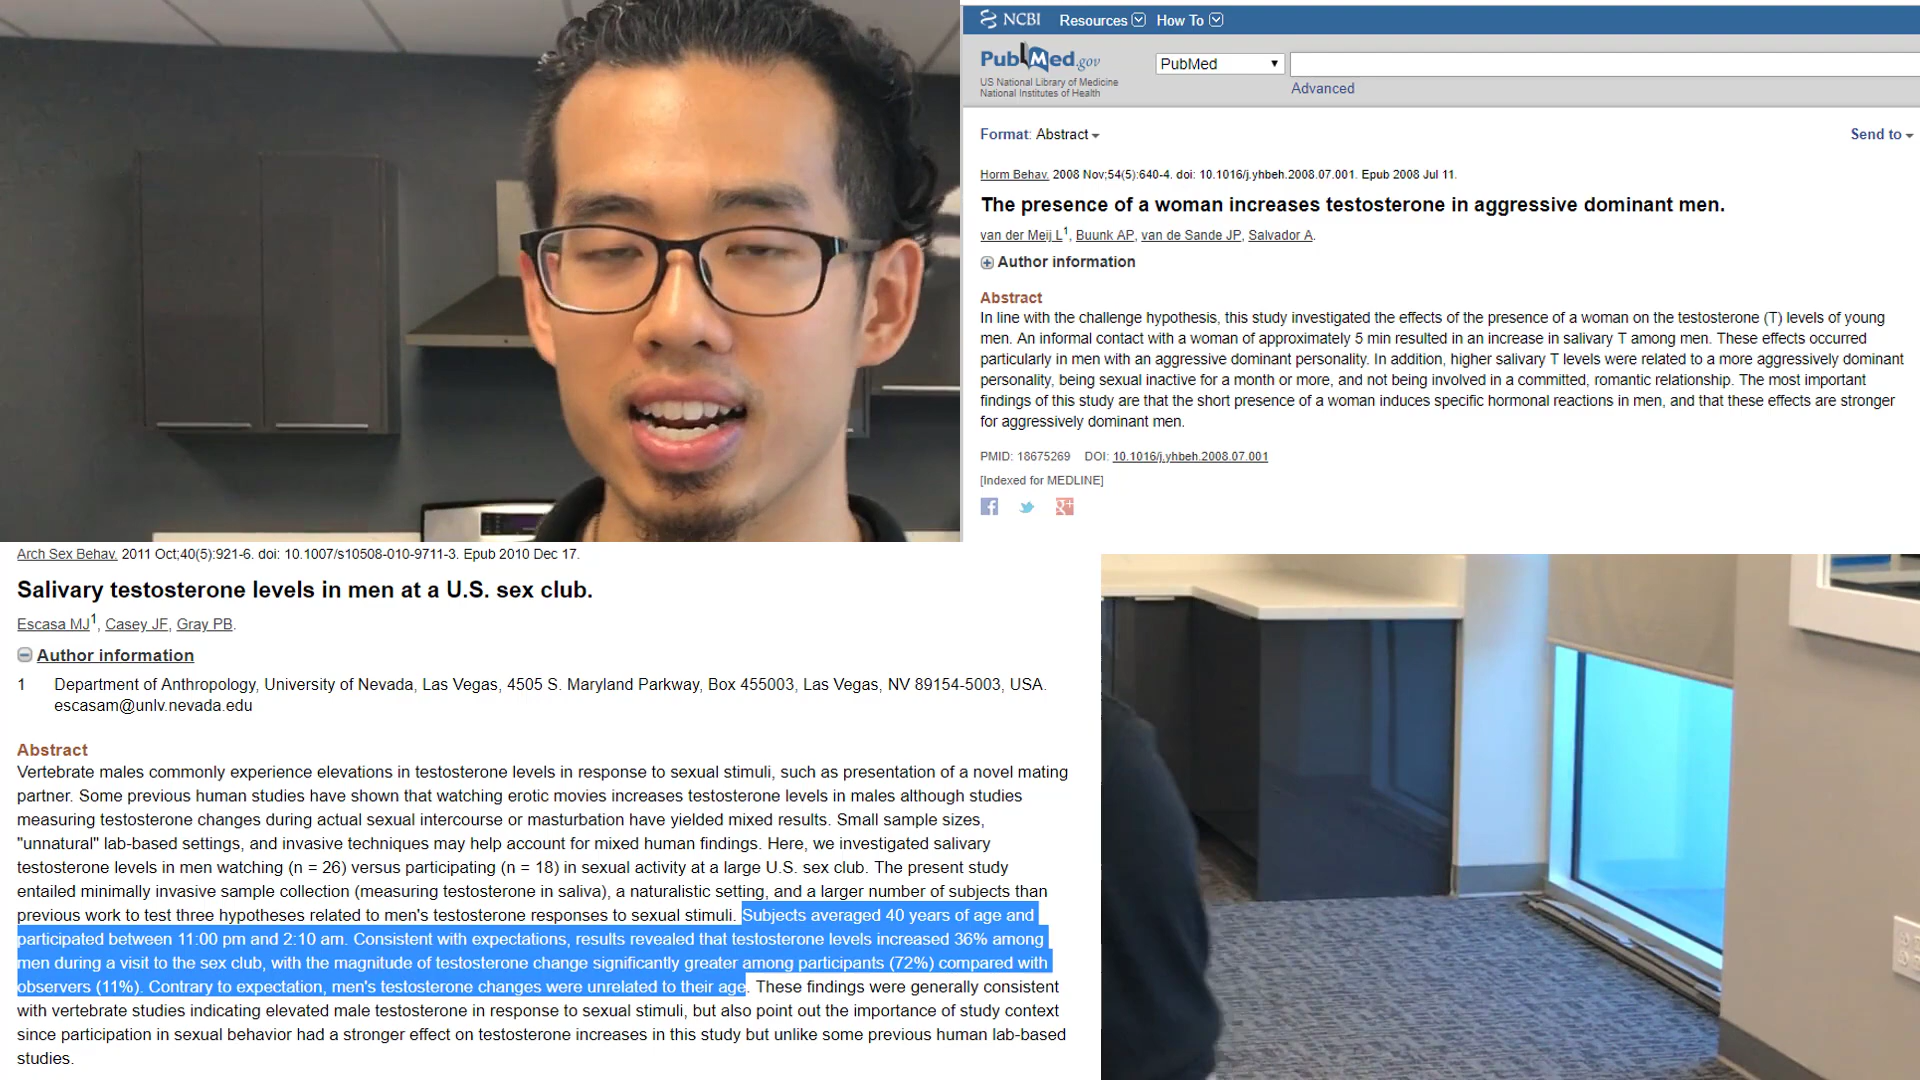 NCBI Resources How To
PubMed.gov
US National Library of Medicine
National Institutes of Health
PubMed
Advanced
Format: Abstract
Send to
Horm Behav. 2008 Nov;54(5):640-4. doi: 10.1016/j.yhbeh.2008.07.001. Epub 2008 Jul 11.
The presence of a woman increases testosterone in aggressive dominant men.
van der Meij L1, Buunk AP, van de Sande JP, Salvador A.
Author information
Abstract
In line with the challenge hypothesis, this study investigated the effects of the presence of a woman on the testosterone (T) levels of young
men. An informal contact with a woman of approximately 5 min resulted in an increase in salivary T among men. These effects occurred
particularly in men with an aggressive dominant personality. In addition, higher salivary T levels were related to a more aggressively dominant
personality, being sexual inactive for a month or more, and not being involved in a committed, romantic relationship. The most important
findings of this study are that the short presence of a woman induces specific hormonal reactions in men, and that these effects are stronger
for aggressively dominant men.
PMID: 18675269 DOI: 10.1016/j.yhbeh.2008.07.001
[Indexed for MEDLINE]
Arch Sex Behav. 2011 Oct;40(5):921-6. doi: 10.1007/s10508-010-9711-3. Epub 2010 Dec 17.
Salivary testosterone levels in men at a U.S. sex club.
Escasa MJ1, Casey JF, Gray PB.
Author information
1 Department of Anthropology, University of Nevada, Las Vegas, 4505 S. Maryland Parkway, Box 455003, Las Vegas, NV 89154-5003, USA.
escasam@unlv.nevada.edu
Abstract
Vertebrate males commonly experience elevations in testosterone levels in response to sexual stimuli, such as presentation of a novel mating
partner. Some previous human studies have shown that watching erotic movies increases testosterone levels in males although studies
measuring testosterone changes during actual sexual intercourse or masturbation have yielded mixed results. Small sample sizes,
"unnatural" lab-based settings, and invasive techniques may help account for mixed human findings. Here, we investigated salivary
testosterone levels in men watching (n = 26) versus participating (n = 18) in sexual activity at a large U.S. sex club. The present study
entailed minimally invasive sample collection (measuring testosterone in saliva), a naturalistic setting, and a larger number of subjects than
previous work to test three hypotheses related to men's testosterone responses to sexual stimuli. Subjects averaged 40 years of age and
participated between 11:00 pm and 2:10 am. Consistent with expectations, results revealed that testosterone levels increased 36% among
men during a visit to the sex club, with the magnitude of testosterone change significantly greater among participants (72%) compared with
observers (11%). Contrary to expectation, men's testosterone changes were unrelated to their age. These findings were generally consistent
with vertebrate studies indicating elevated male testosterone in response to sexual stimuli, but also point out the importance of study context
since participation in sexual behavior had a stronger effect on testosterone increases in this study but unlike some previous human lab-based
studies.